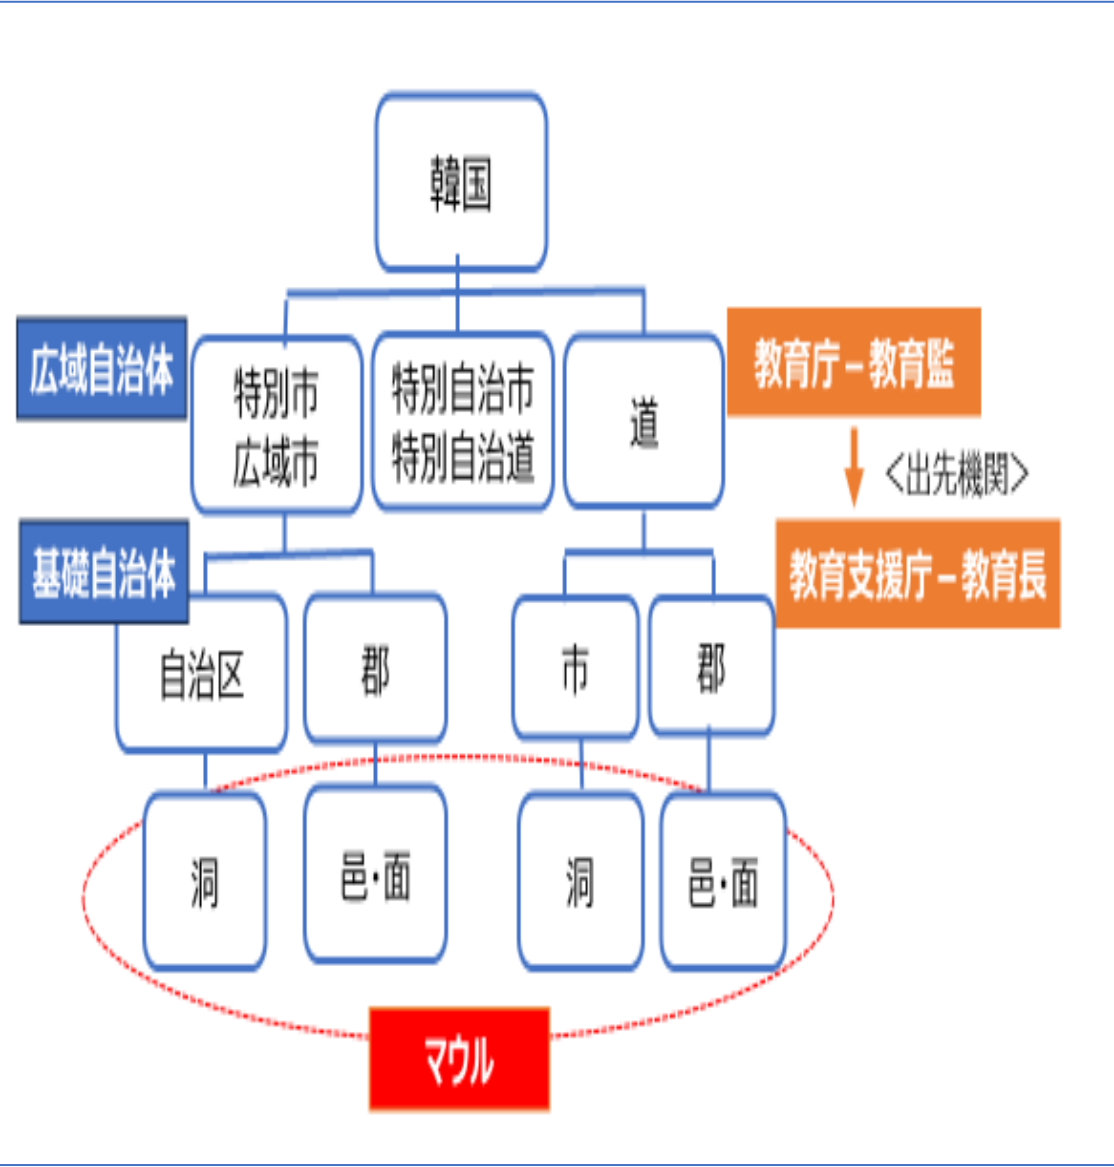 韓国
広域自治体
特別市
広域市
特別自治市
特別自治道
道
教育庁－教育監
＜出先機関＞
基礎自治体
教育支援庁－教育長
自治区
郡
市
郡
洞
邑・面
洞
邑・面
マウル